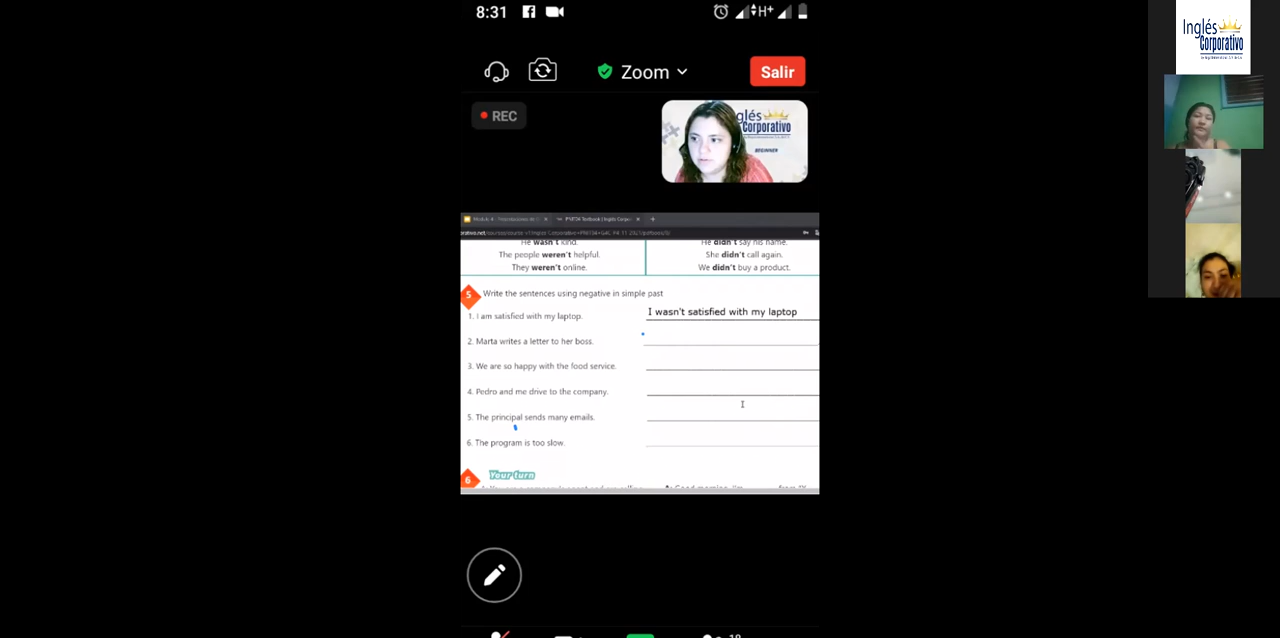 8:31
H+
Zoom
Salir
REC
glés
Corporativo
BEGINNER
Inglés
Corporativo
He wasn't kind.
He didn't say his name.
The people weren't helpful.
She didn't call again.
They weren't online.
We didn't buy a product.
5 Write the sentences using negative in simple past
1. I am satisfied with my laptop.
I wasn't satisfied with my laptop
2. Marta writes a letter to her boss.
3. We are so happy with the food service.
4. Pedro and me drive to the company.
5. The principal sends many emails.
6. The program is too slow.
6 Your turn